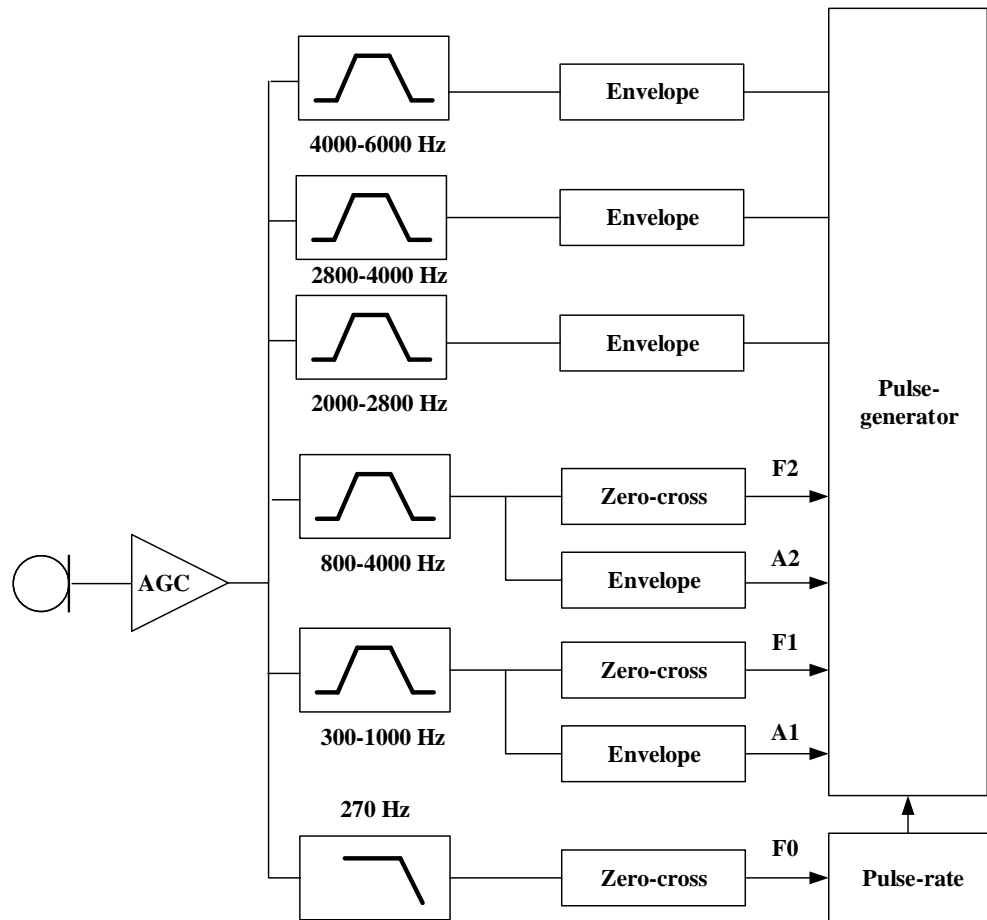 Envelope
4000-6000 Hz
Envelope
2800-4000 Hz
Envelope
2000-2800 Hz
Pulse-
generator
Zero-cross
F2
800-4000 Hz
Envelope
A2
AGC
Zero-cross
F1
300-1000 Hz
Envelope
A1
270 Hz
Zero-cross
F0
Pulse-rate